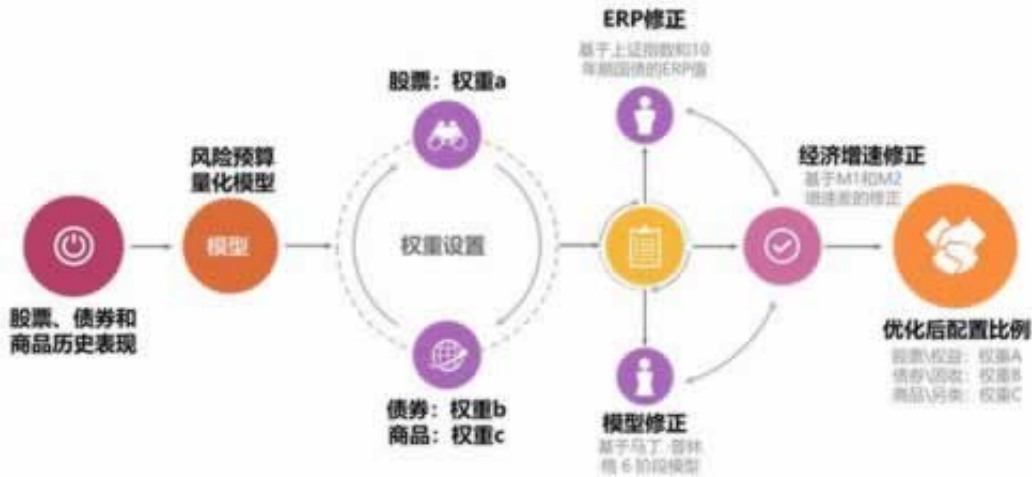 ERP修正
基于上证指数和10
年期国债的ERP值
股票：权重a
风险预算
量化模型
经济增速修正
基于M1和M2
增速差的修正
模型
权重设置
股票、债券和
商品历史表现
优化后配置比例
股票\权益：权重A
债券\固收：权重B
商品\另类：权重C
债券：权重b
商品：权重c
模型修正
基于马丁 普林
格 6 阶段模型